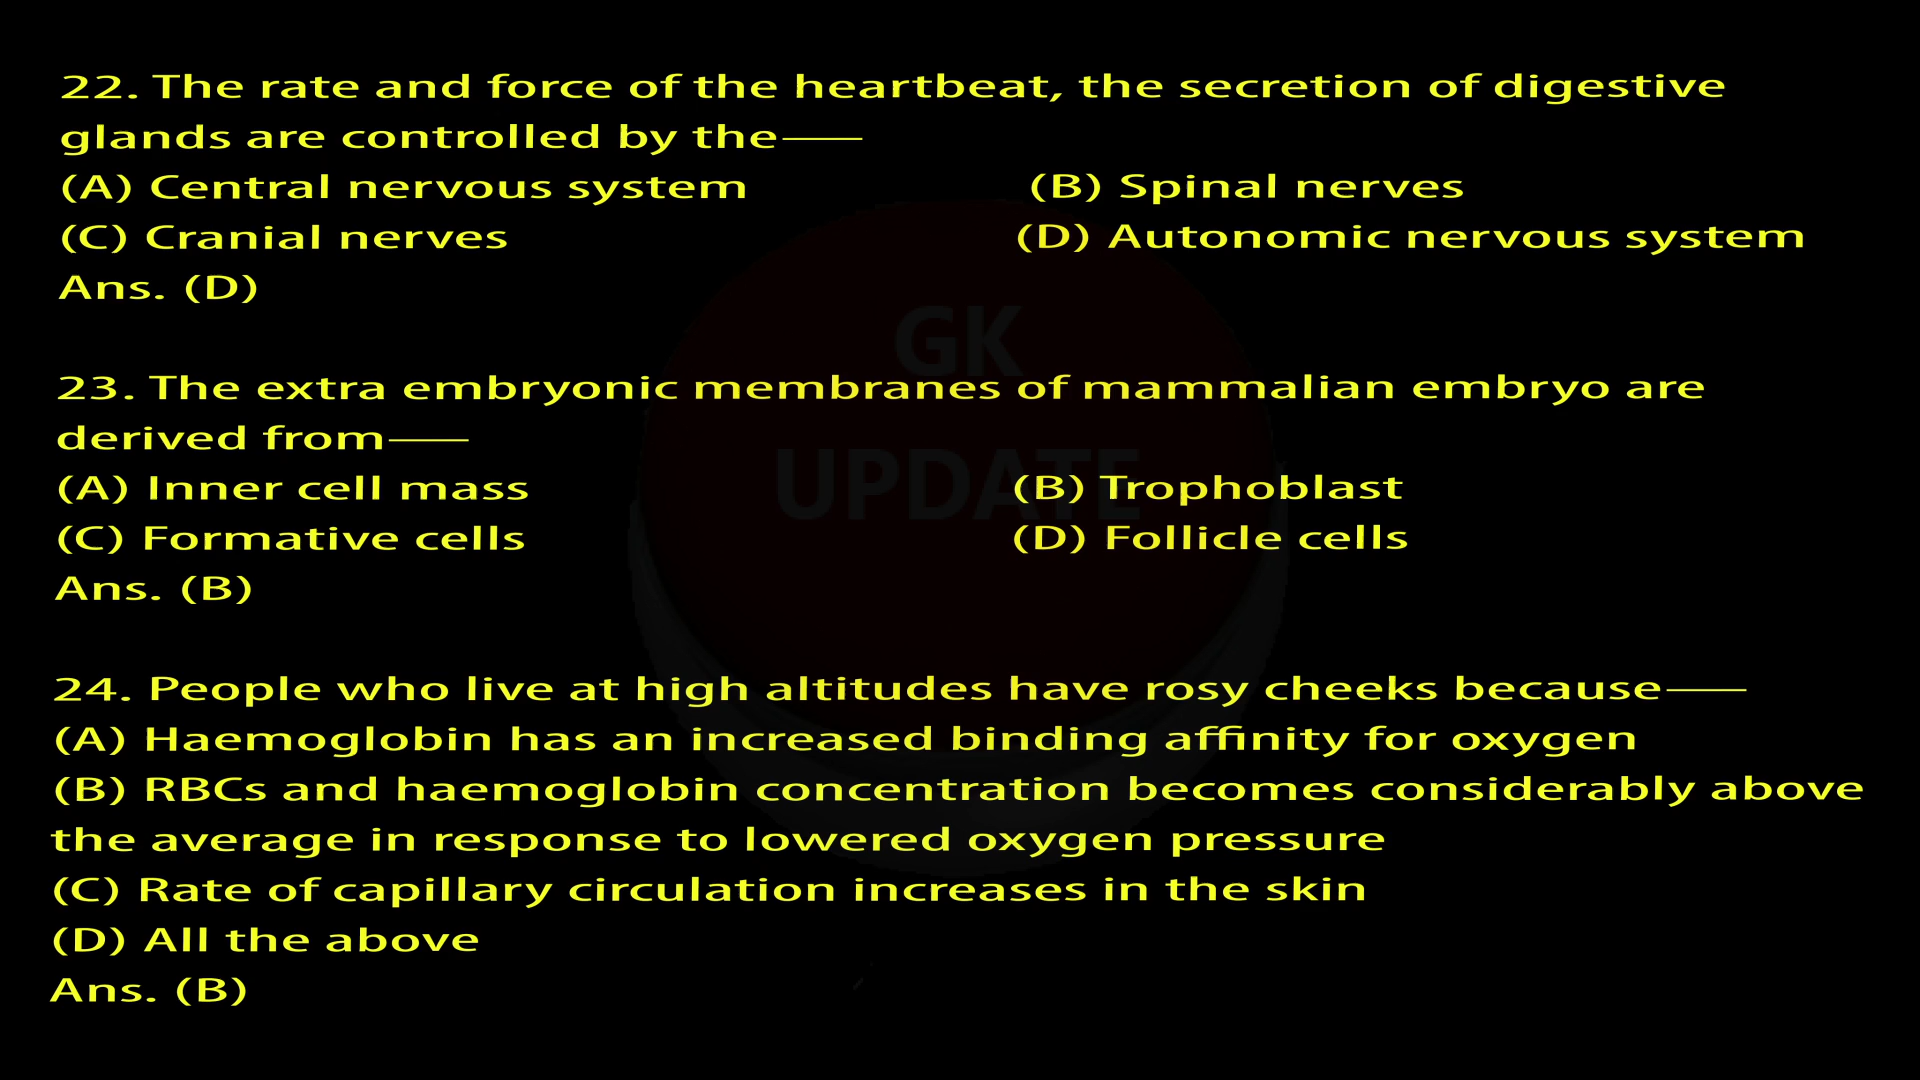 22. The rate and force of the heartbeat, the secretion of digestive
glands are controlled by the——
(A) Central nervous system (B) Spinal nerves
(C) Cranial nerves (D) Autonomic nervous system
Ans. (D)
23. The extra embryonic membranes of mammalian embryo are
derived from——
(A) Inner cell mass (B) Trophoblast
(C) Formative cells (D) Follicle cells
Ans. (B)
24. People who live at high altitudes have rosy cheeks because——
(A) Haemoglobin has an increased binding affinity for oxygen
(B) RBCs and haemoglobin concentration becomes considerably above
the average in response to lowered oxygen pressure
(C) Rate of capillary circulation increases in the skin
(D) All the above
Ans. (B)
GK
UPDATE